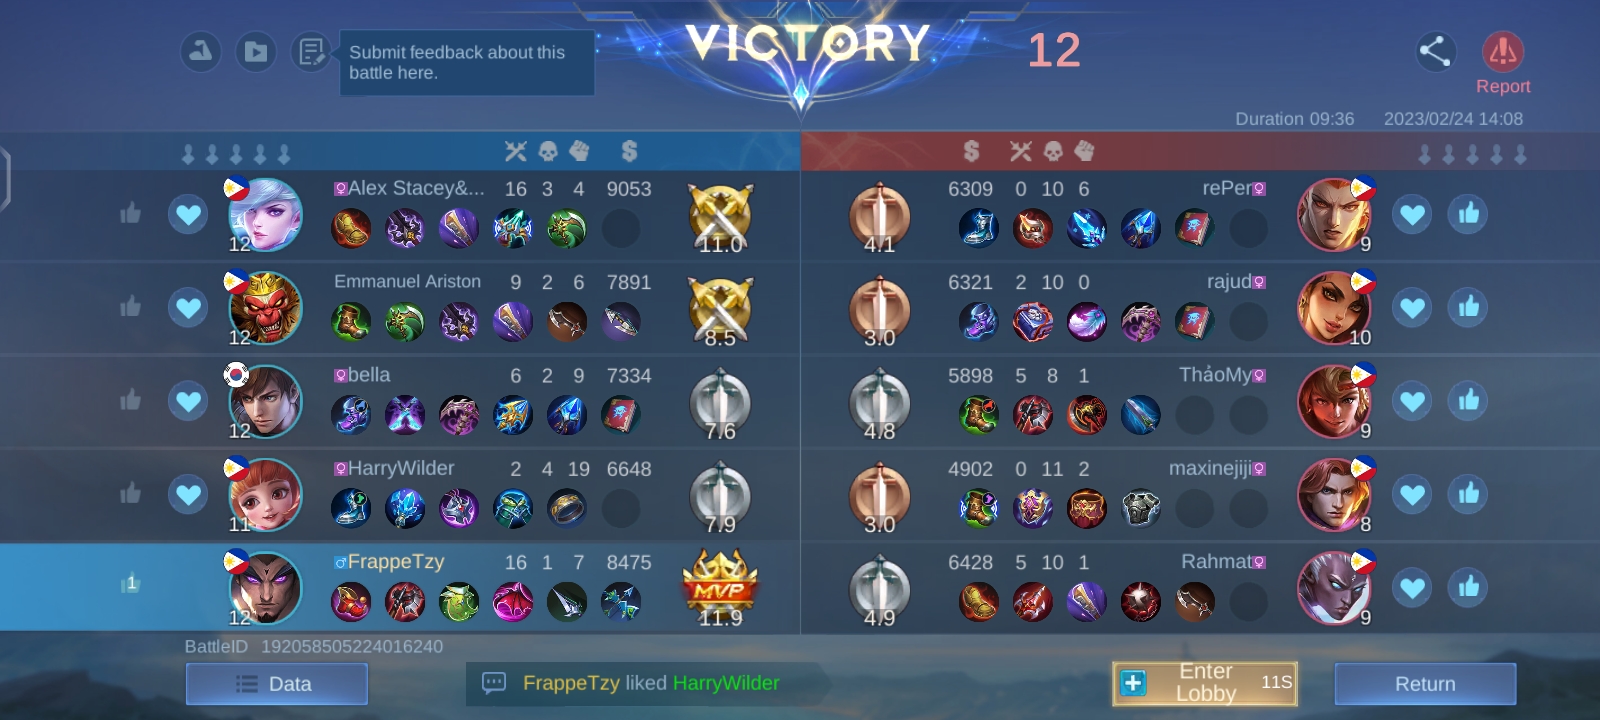 VICTORY
12
Submit feedback about this
battle here.
Report
Duration 09:36 2023/02/24 14:08
Alex Stacey&... 16 3 4 9053
12
11.0
Emmanuel Ariston 9 2 6 7891
12
8.5
bella 6 2 9 7334
12
7.6
HarryWilder 2 4 19 6648
11
7.9
1
FrappeTzy 16 1 7 8475
MVP
12
11.9
6309 0 10 6 rePer
4.1
9
6321 2 10 0 rajud
3.0
10
5898 5 8 1 ThảoMy
4.8
9
4902 0 11 2 maxinejiji
3.0
8
6428 5 10 1 Rahmat
4.9
9
BattleID 192058505224016240
Data
FrappeTzy liked HarryWilder
Enter
Lobby 11S
Return